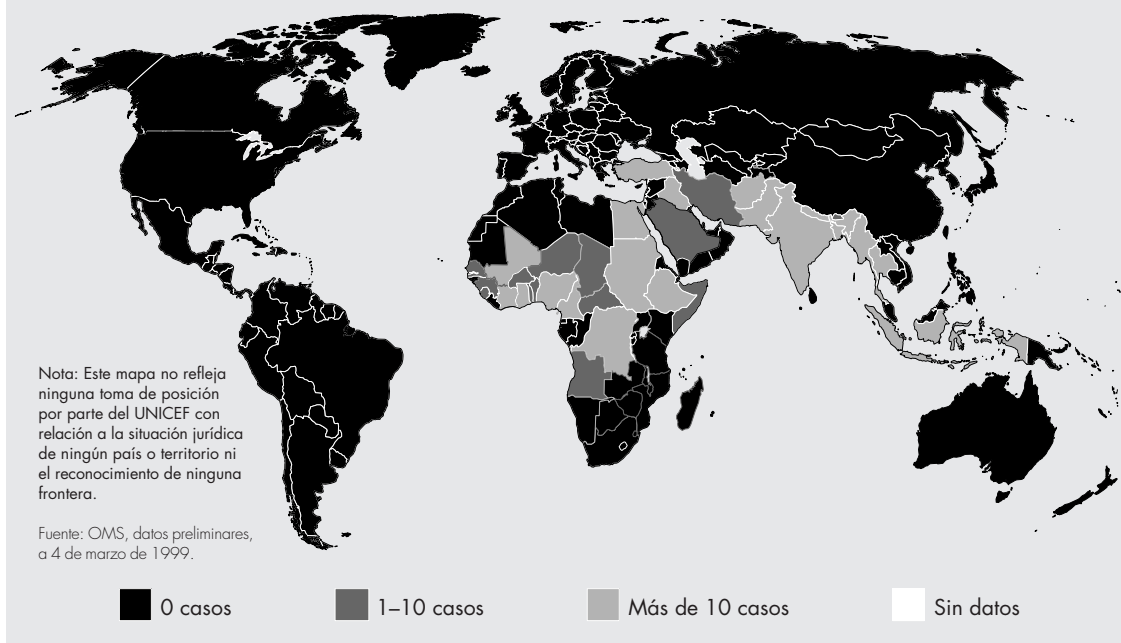 Nota: Este mapa no refleja
ninguna toma de posición
por parte del UNICEF con
relación a la situación jurídica
de ningún país o territorio ni
el reconocimiento de ninguna
frontera.
Fuente: OMS, datos preliminares,
a 4 de marzo de 1999.
0 casos
1–10 casos
Más de 10 casos
Sin datos